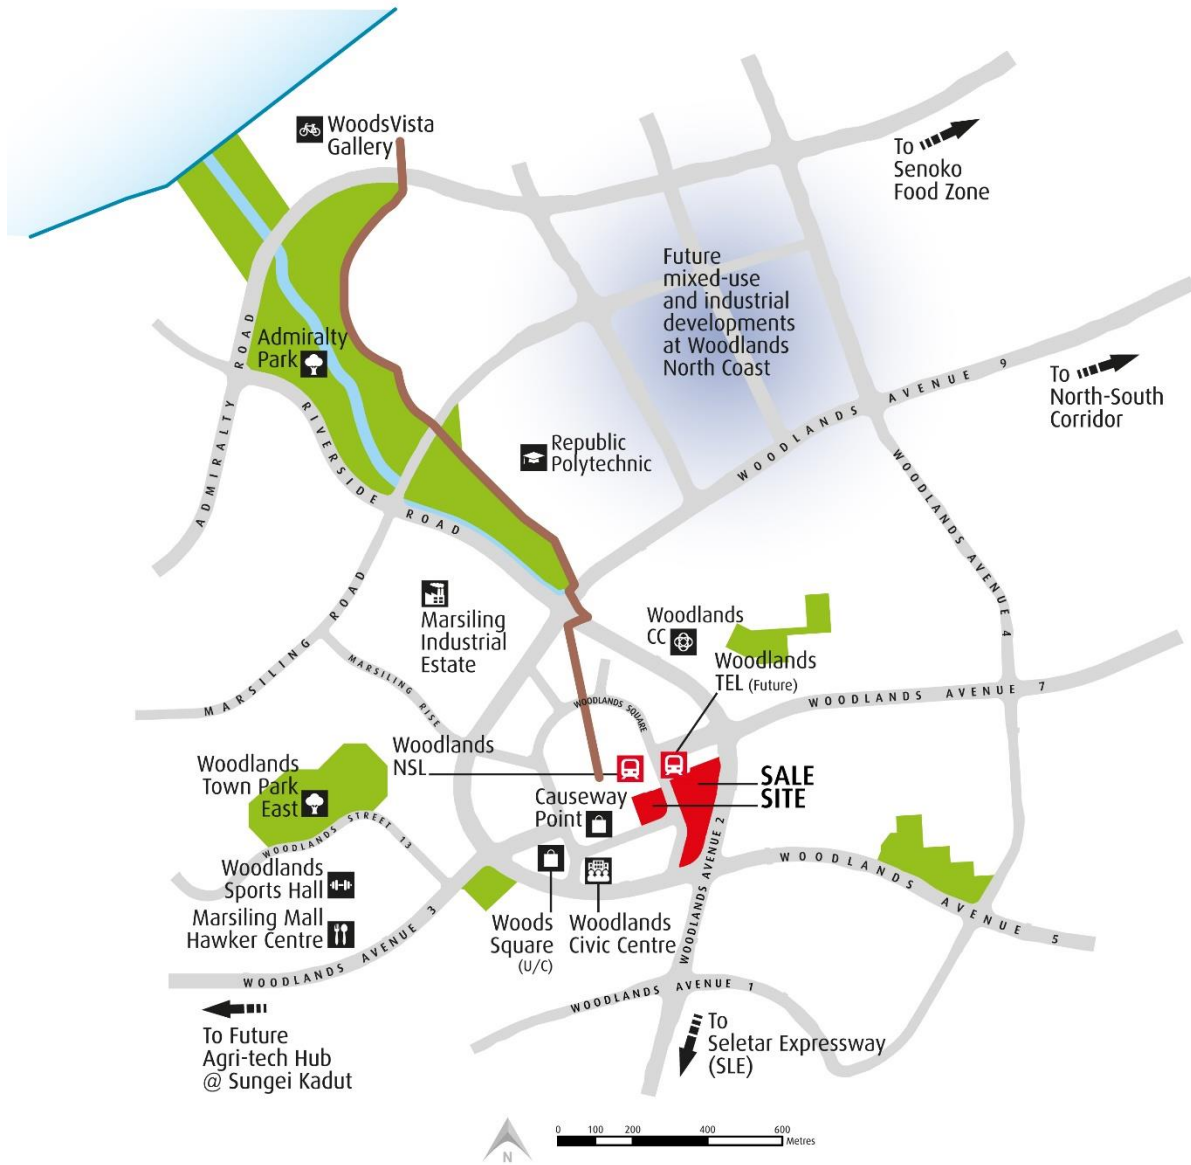 WoodsVista
Gallery
To
Senoko
Food Zone
Future
mixed-use
and industrial
developments
at Woodlands
North Coast
Admiralty
Park
ADMIRALTY ROAD
RIVERSIDE ROAD
WOODLANDS AVENUE 9
To
North-South
Corridor
Republic
Polytechnic
WOODLANDS AVENUE 4
Marsiling
Industrial
Estate
MARSILING ROAD
MARSILING RISE
Woodlands
CC
Woodlands
TEL (Future)
WOODLANDS AVENUE 7
WOODLANDS SQUARE
Woodlands
NSL
Woodlands
Town Park
East
SALE
SITE
Causeway
Point
WOODLANDS STREET 13
WOODLANDS AVENUE 2
WOODLANDS AVENUE 5
Woodlands
Sports Hall
Marsiling Mall
Hawker Centre
WOODLANDS AVENUE 3
Woods
Square
(U/C)
Woodlands
Civic Centre
WOODLANDS AVENUE 1
To Future
Agri-tech Hub
@ Sungei Kadut
To
Seletar Expressway
(SLE)
N
0 100 200 400 600
Metres